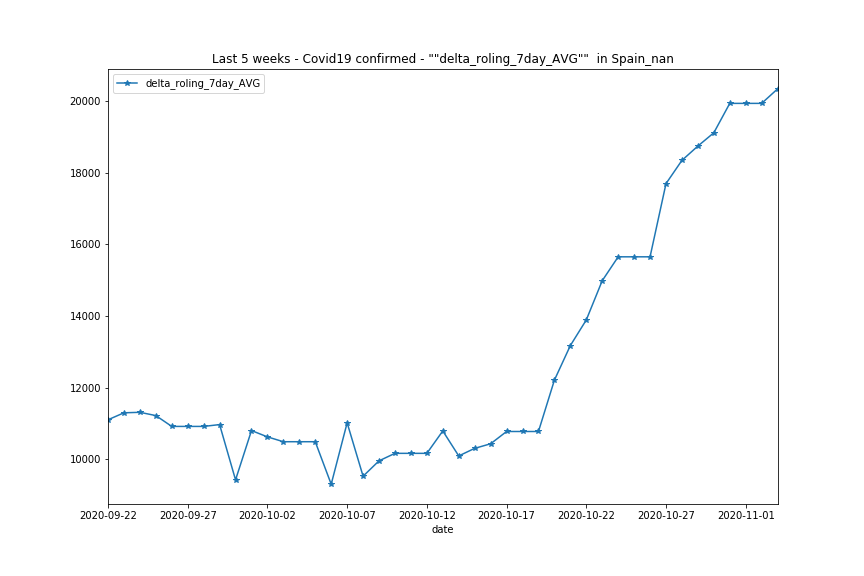 Last 5 weeks - Covid19 confirmed - ""delta_roling_7day_AVG""  in Spain_nan
delta_roling_7day_AVG
20000
18000
16000
14000
12000
10000
2020-09-22 2020-09-27 2020-10-02 2020-10-07 2020-10-12 2020-10-17 2020-10-22 2020-10-27 2020-11-01
date